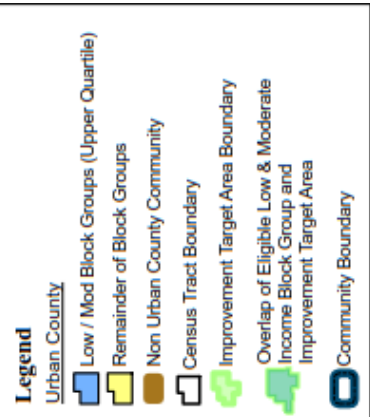 Legend
Urban County
Low / Mod Block Groups (Upper Quartile)
Remainder of Block Groups
Non Urban County Community
Census Tract Boundary
Improvement Target Area Boundary
Overlap of Eligible Low & Moderate
Income Block Group and
Improvement Target Area
Community Boundary